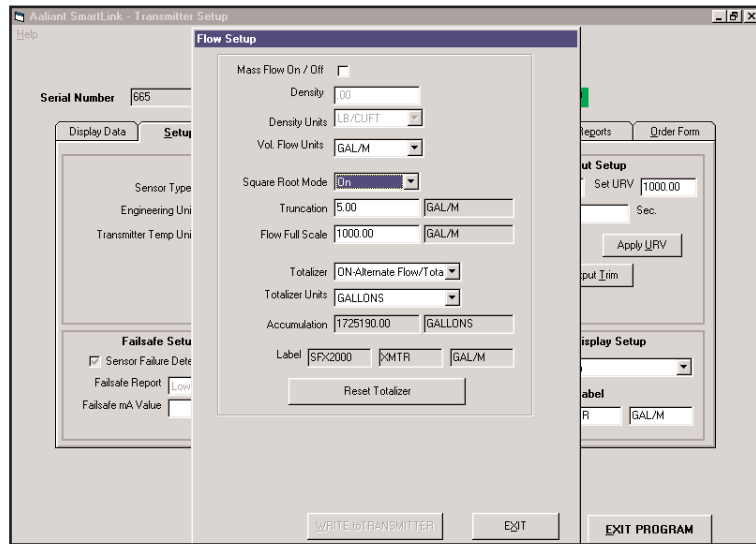 Aaliant SmartLink - Transmitter Setup
Help
Flow Setup
Serial Number 665
Display Data Setup Reports Order Form
Mass Flow On / Off
Density .00
Density Units LB/CUFT
Vol. Flow Units GAL/M
Square Root Mode On
Truncation 5.00 GAL/M
Flow Full Scale 1000.00 GAL/M
Totalizer ON-Alternate Flow/Tota
Totalizer Units GALLONS
Accumulation 1725190.00 GALLONS
Label SFX2000 XMTR GAL/M
Reset Totalizer
WRITE toTRANSMITTER EXIT
Sensor Type
Engineering Uni
Transmitter Temp Uni
Failsafe Setu
Sensor Failure Dete
Failsafe Report Low
Failsafe mA Value
ut Setup
Set URV 1000.00
Sec.
Apply URV
put Trim
isplay Setup
abel
R GAL/M
EXIT PROGRAM